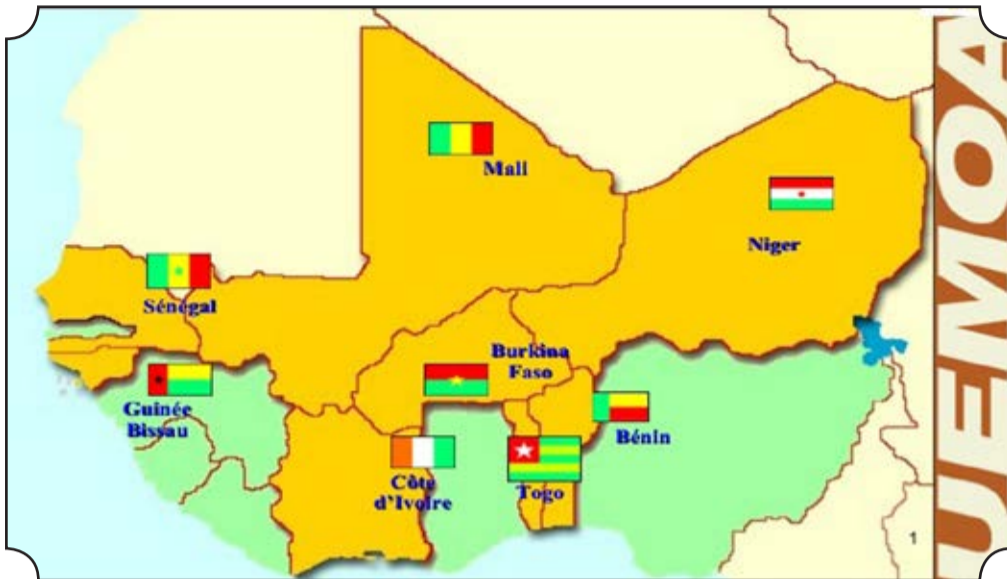 Mali
Niger
Sénégal
Burkina
Faso
Guinée
Bissau
Bénin
Côte
d'Ivoire
Togo
1
UEMOA